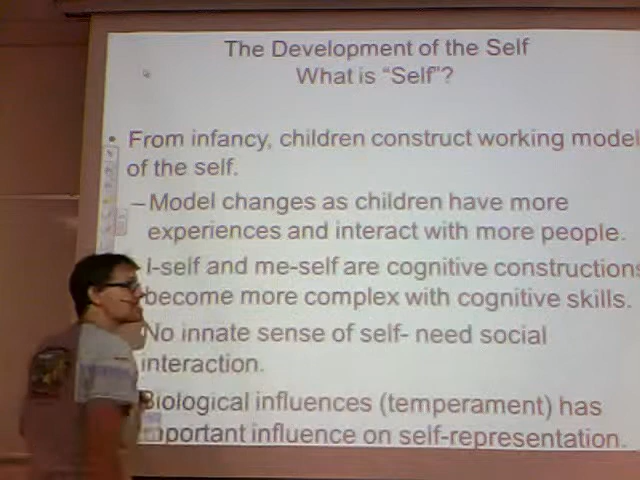 The Development of the Self
What is "Self"?
• From infancy, children construct working model
of the self.
– Model changes as children have more
experiences and interact with more people.
I-self and me-self are cognitive constructions
become more complex with cognitive skills.
No innate sense of self- need social
interaction.
Biological influences (temperament) has
portant influence on self-representation.